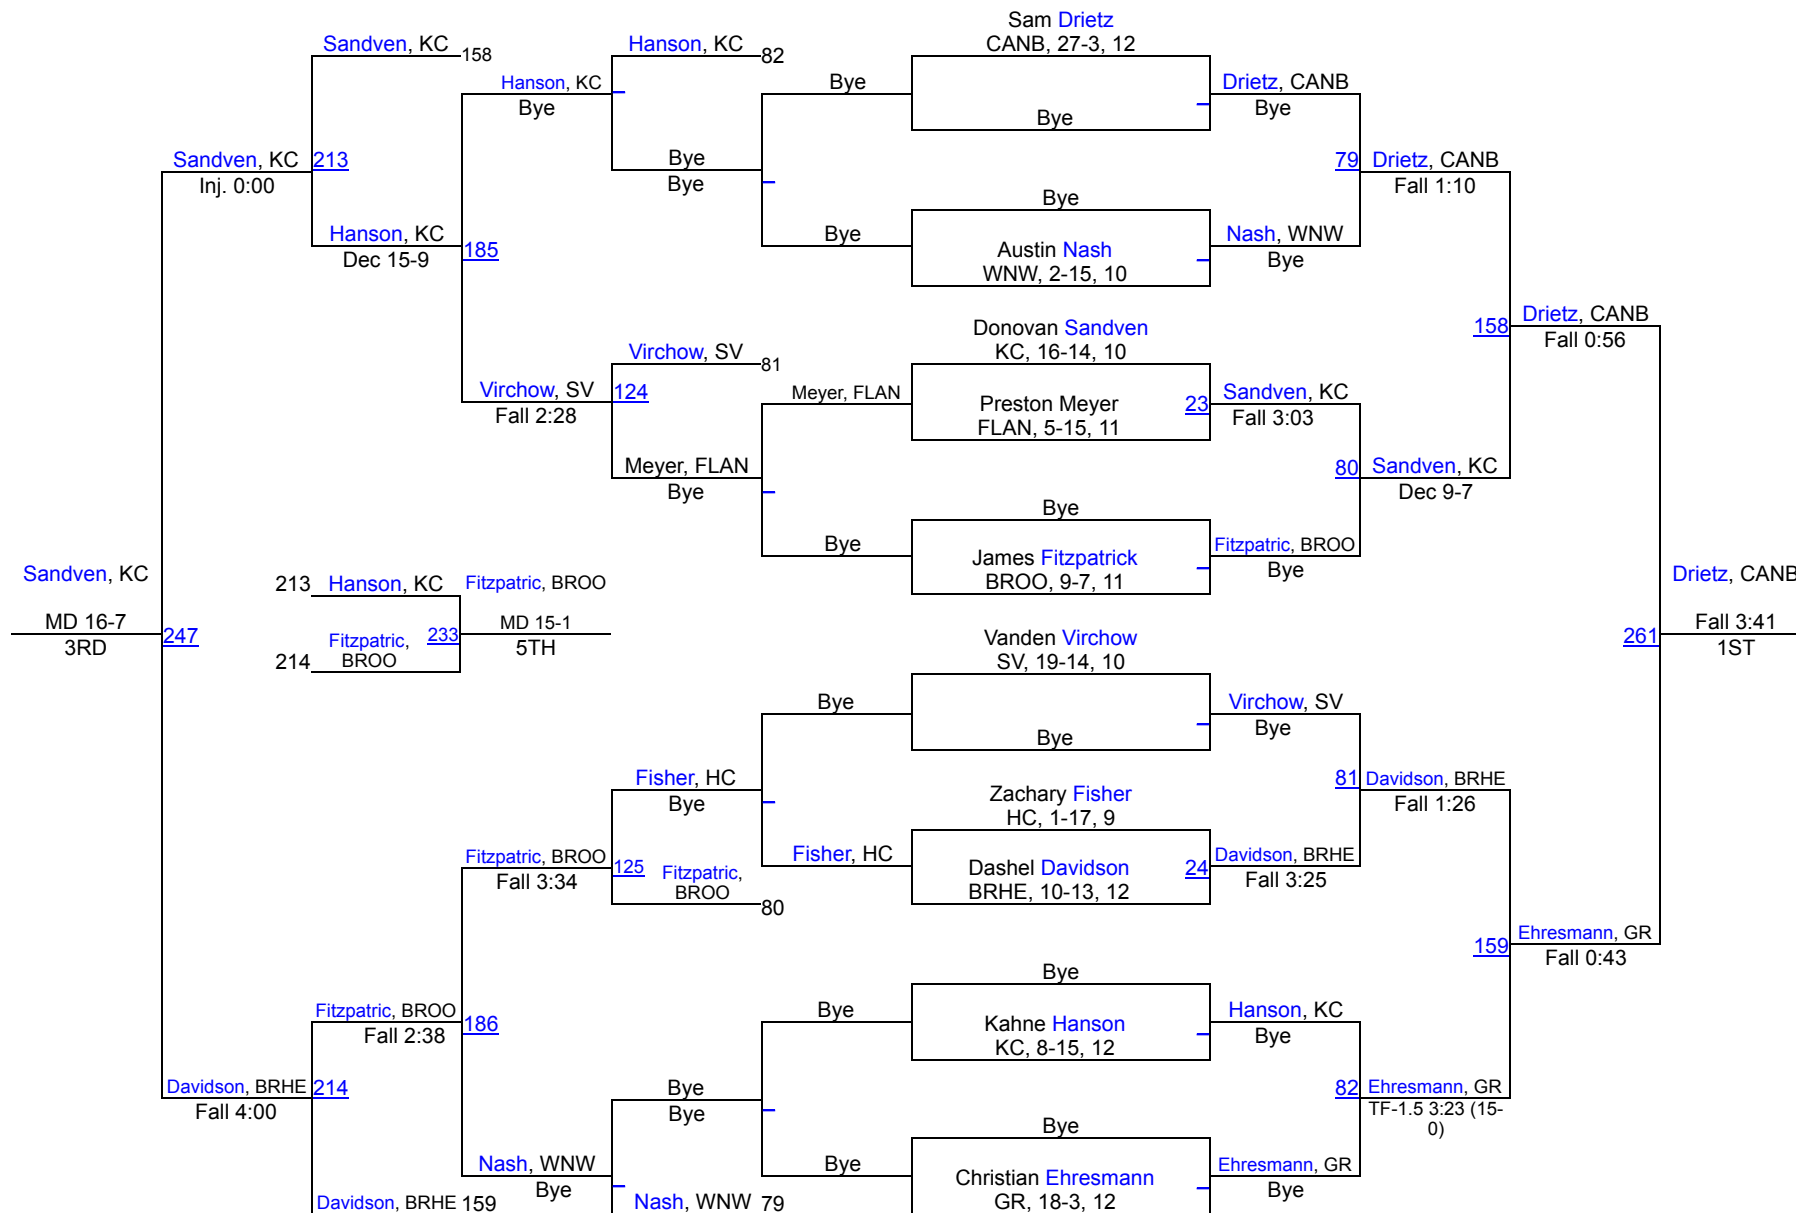 Sam Drietz
CANB, 27-3, 12
Sandven, KC
158
Hanson, KC
82
Hanson, KC
Bye
Bye
Drietz, CANB
Bye
Bye
Sandven, KC
213
Inj. 0:00
Bye
Bye
79
Drietz, CANB
Fall 1:10
Bye
Hanson, KC
185
Dec 15-9
Bye
Austin Nash
WNW, 2-15, 10
Nash, WNW
Bye
Donovan Sandven
KC, 16-14, 10
158
Drietz, CANB
Fall 0:56
Virchow, SV
81
Virchow, SV
124
Fall 2:28
Meyer, FLAN
Preston Meyer
FLAN, 5-15, 11
23
Sandven, KC
Fall 3:03
Meyer, FLAN
Bye
80
Sandven, KC
Dec 9-7
Bye
Bye
James Fitzpatrick
BROO, 9-7, 11
Fitzpatric, BROO
Bye
Sandven, KC
MD 16-7
3RD
247
213
Hanson, KC
Fitzpatric, BROO
214
Fitzpatric,
BROO
233
MD 15-1
5TH
Drietz, CANB
261
Fall 3:41
1ST
Vanden Virchow
SV, 19-14, 10
Bye
Virchow, SV
Bye
Bye
Fisher, HC
Bye
Zachary Fisher
HC, 1-17, 9
81
Davidson, BRHE
Fall 1:26
Fitzpatric, BROO
125
Fall 3:34
Fitzpatric,
BROO
80
Fisher, HC
Dashel Davidson
BRHE, 10-13, 12
24
Davidson, BRHE
Fall 3:25
159
Ehresmann, GR
Fall 0:43
Bye
Fitzpatric, BROO
186
Fall 2:38
Bye
Kahne Hanson
KC, 8-15, 12
Hanson, KC
Bye
Davidson, BRHE
214
Fall 4:00
Bye
Bye
82
Ehresmann, GR
TF-1.5 3:23 (15-
0)
Bye
Nash, WNW
Bye
Bye
Christian Ehresmann
GR, 18-3, 12
Ehresmann, GR
Bye
Davidson, BRHE
159
Nash, WNW
79